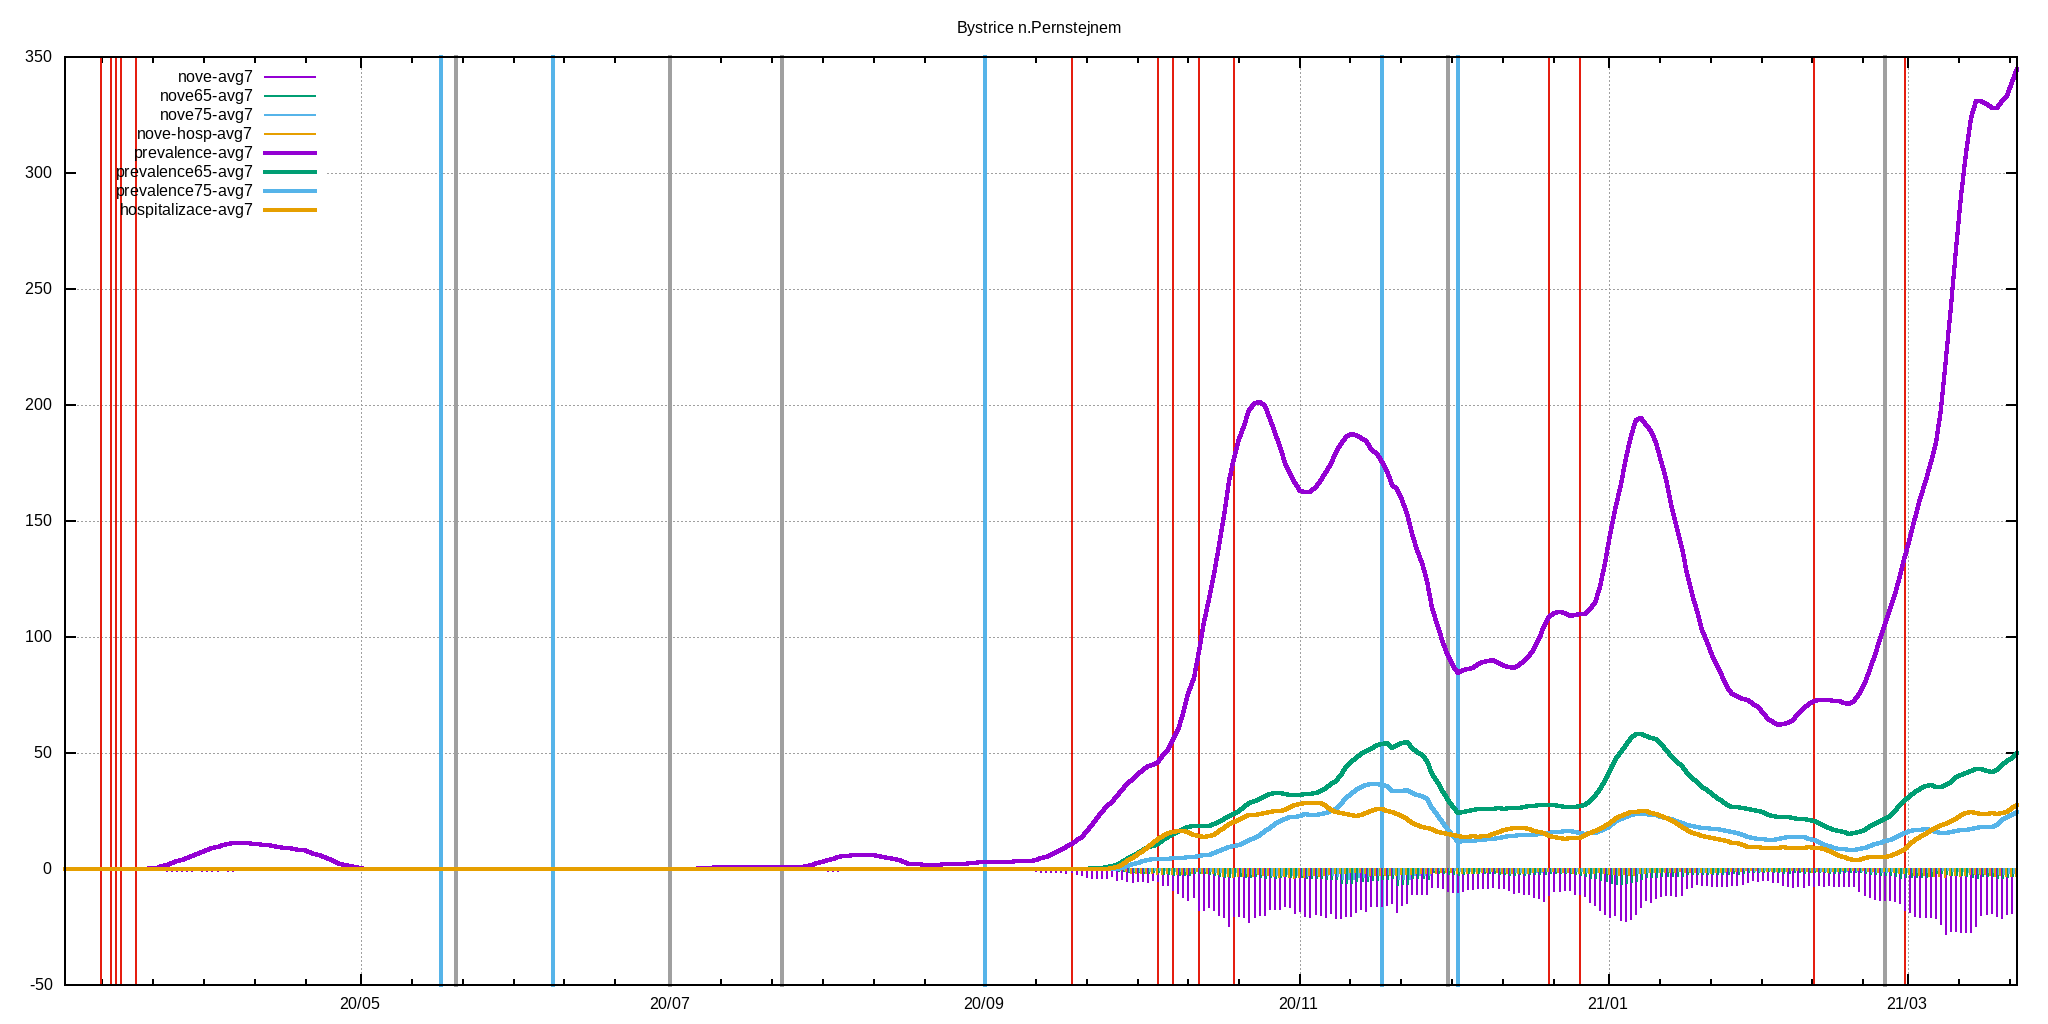 Bystrice n.Pernstejnem
350
300
250
200
150
100
50
0
-50
nove-avg7
nove65-avg7
nove75-avg7
nove-hosp-avg7
prevalence-avg7
prevalence65-avg7
prevalence75-avg7
hospitalizace-avg7
20/05 20/07 20/09 20/11 21/01 21/03